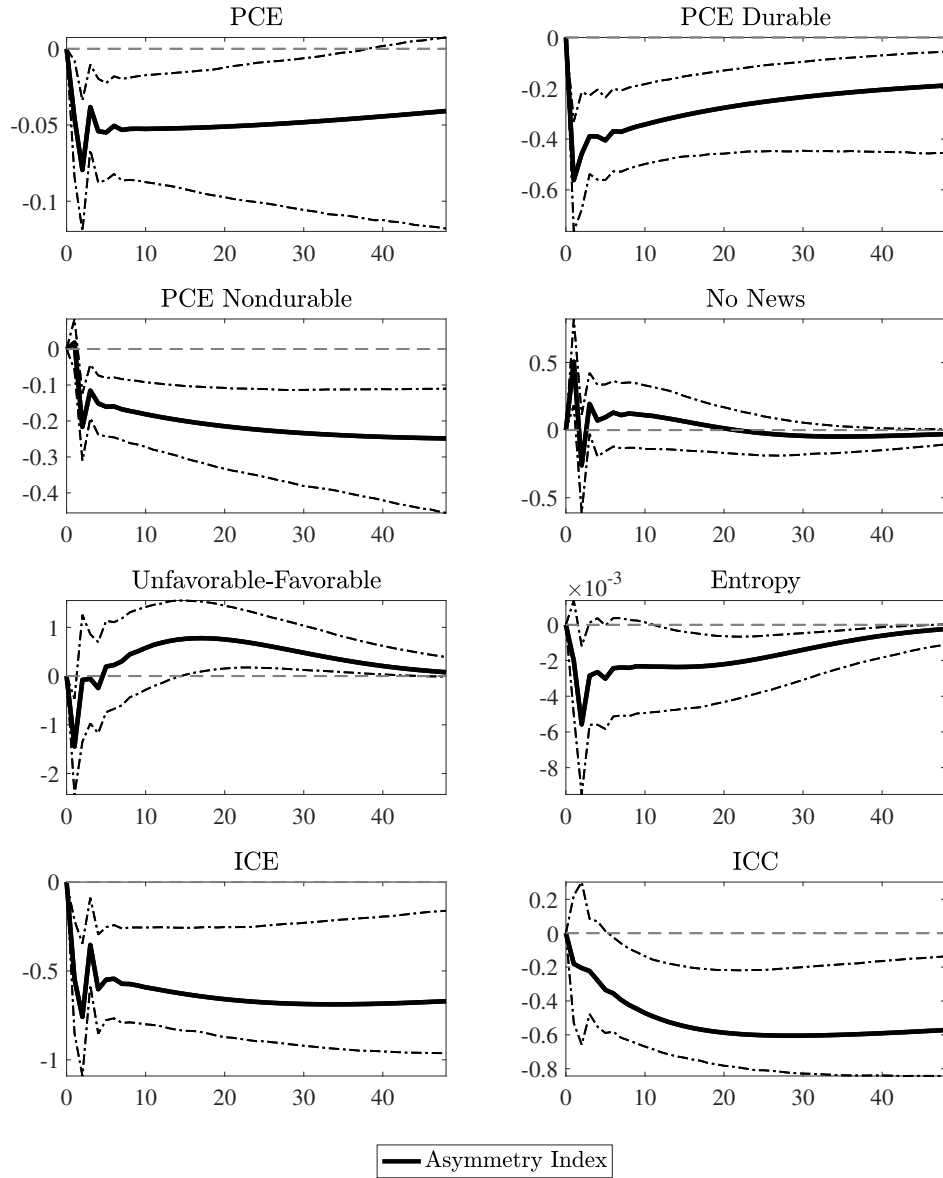 PCE
0
-0.05
-0.1
0 10 20 30 40
PCE Durable
0
-0.2
-0.4
-0.6
0 10 20 30 40
PCE Nondurable
0
-0.1
-0.2
-0.3
-0.4
0 10 20 30 40
No News
0.5
0
-0.5
0 10 20 30 40
Unfavorable-Favorable
1
0
-1
-2
0 10 20 30 40
Entropy
×10⁻³
0
-2
-4
-6
-8
0 10 20 30 40
ICE
0
-0.5
-1
0 10 20 30 40
ICC
0.2
0
-0.2
-0.4
-0.6
-0.8
0 10 20 30 40
Asymmetry Index